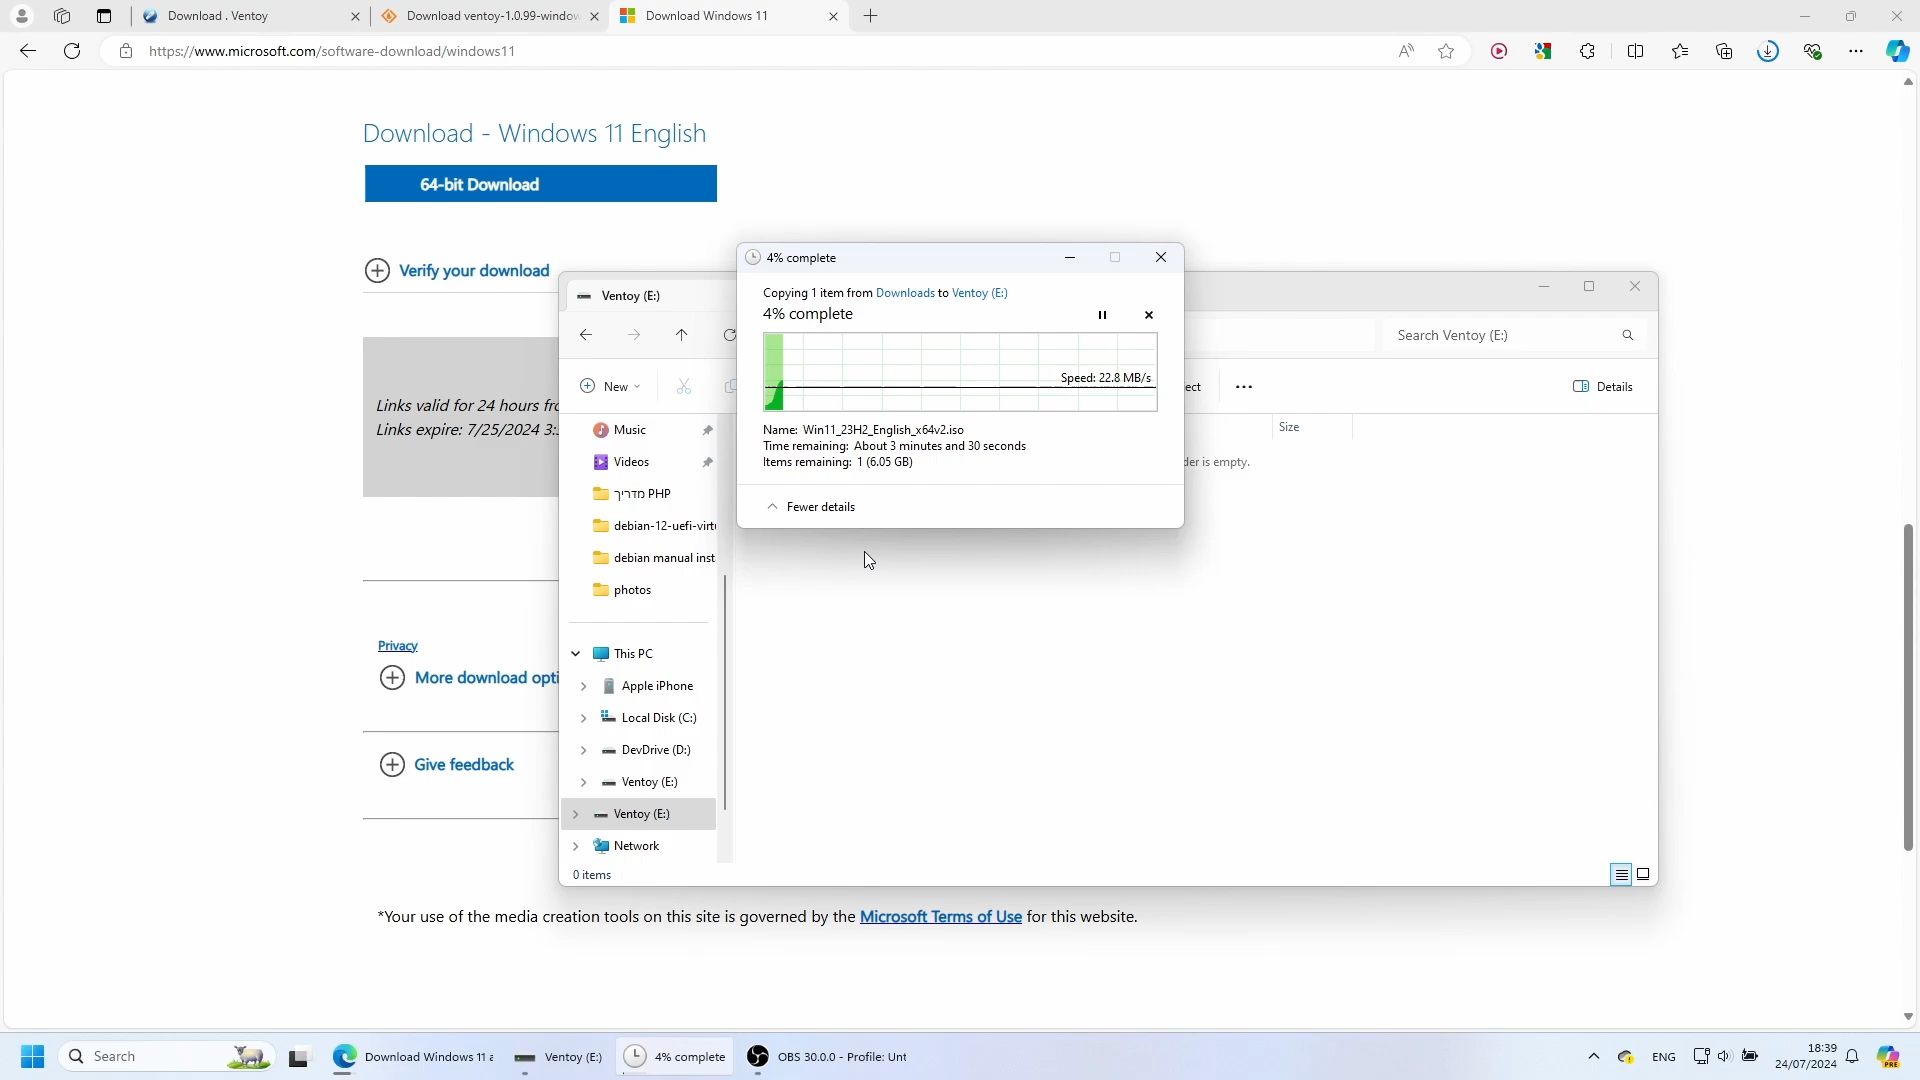 Download . Ventoy
Download ventoy-1.0.99-window
Download Windows 11
https://www.microsoft.com/software-download/windows11
Download - Windows 11 English
64-bit Download
Verify your download
Links valid for 24 hours fro
Links expire: 7/25/2024 3:
Privacy
More download opti
Give feedback
*Your use of the media creation tools on this site is governed by the Microsoft Terms of Use for this website.
4% complete
Copying 1 item from Downloads to Ventoy (E:)
4% complete
Speed: 22.8 MB/s
Name: Win11_23H2_English_x64v2.iso
Time remaining: About 3 minutes and 30 seconds
Items remaining: 1 (6.05 GB)
Fewer details
Ventoy (E:)
Search Ventoy (E:)
New
ect
Details
Size
der is empty.
Music
Videos
מדריך PHP
debian-12-uefi-virtu
debian manual inst
photos
This PC
Apple iPhone
Local Disk (C:)
DevDrive (D:)
Ventoy (E:)
Ventoy (E:)
Network
0 items
Search
Download Windows 11 a
Ventoy (E:)
4% complete
OBS 30.0.0 - Profile: Unt
ENG
18:39
24/07/2024
PRE